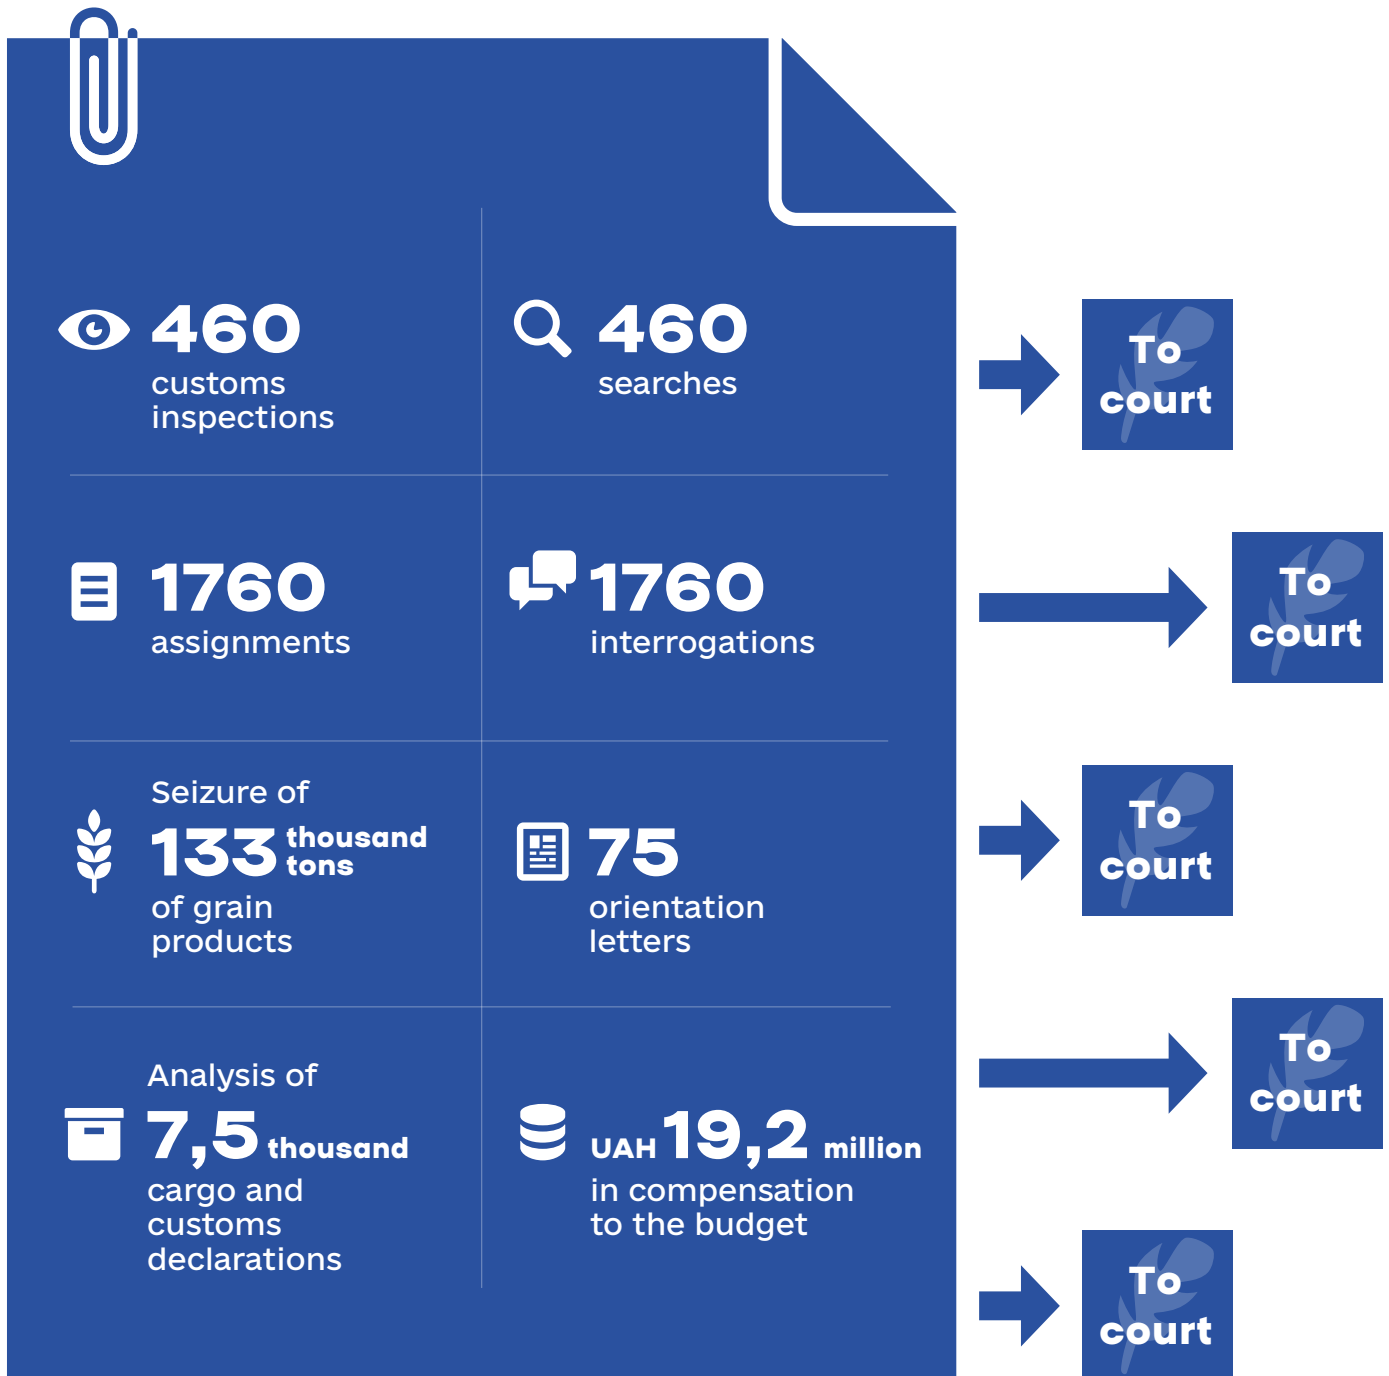 460
customs
inspections
460
searches
1760
assignments
1760
interrogations
Seizure of
133 thousand
tons
of grain
products
75
orientation
letters
Analysis of
7,5 thousand
cargo and
customs
declarations
UAH 19,2 million
in compensation
to the budget
To
court
To
court
To
court
To
court
To
court